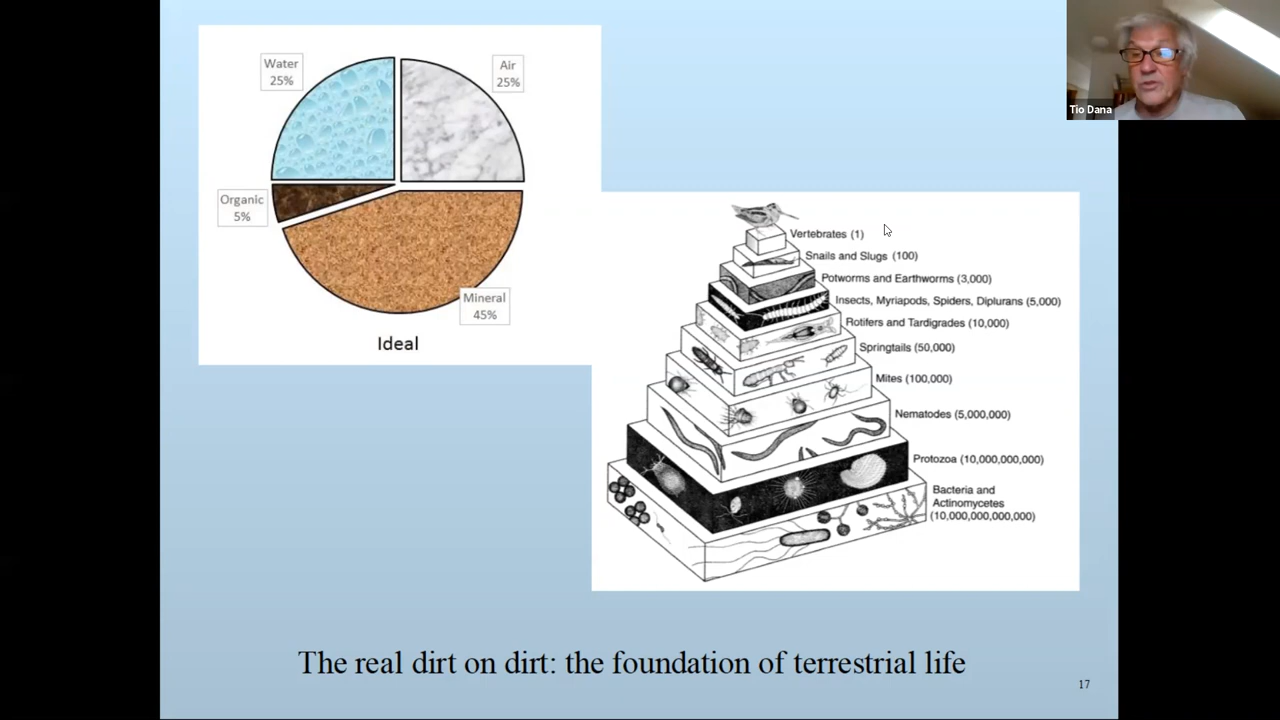 Water
25%
Air
25%
Organic
5%
Mineral
45%
Ideal
Tio Dana
Vertebrates (1)
Snails and Slugs (100)
Potworms and Earthworms (3,000)
Insects, Myriapods, Spiders, Diplurans (5,000)
Rotifers and Tardigrades (10,000)
Springtails (50,000)
Mites (100,000)
Nematodes (5,000,000)
Protozoa (10,000,000,000)
Bacteria and
Actinomycetes
(10,000,000,000,000)
The real dirt on dirt: the foundation of terrestrial life
17